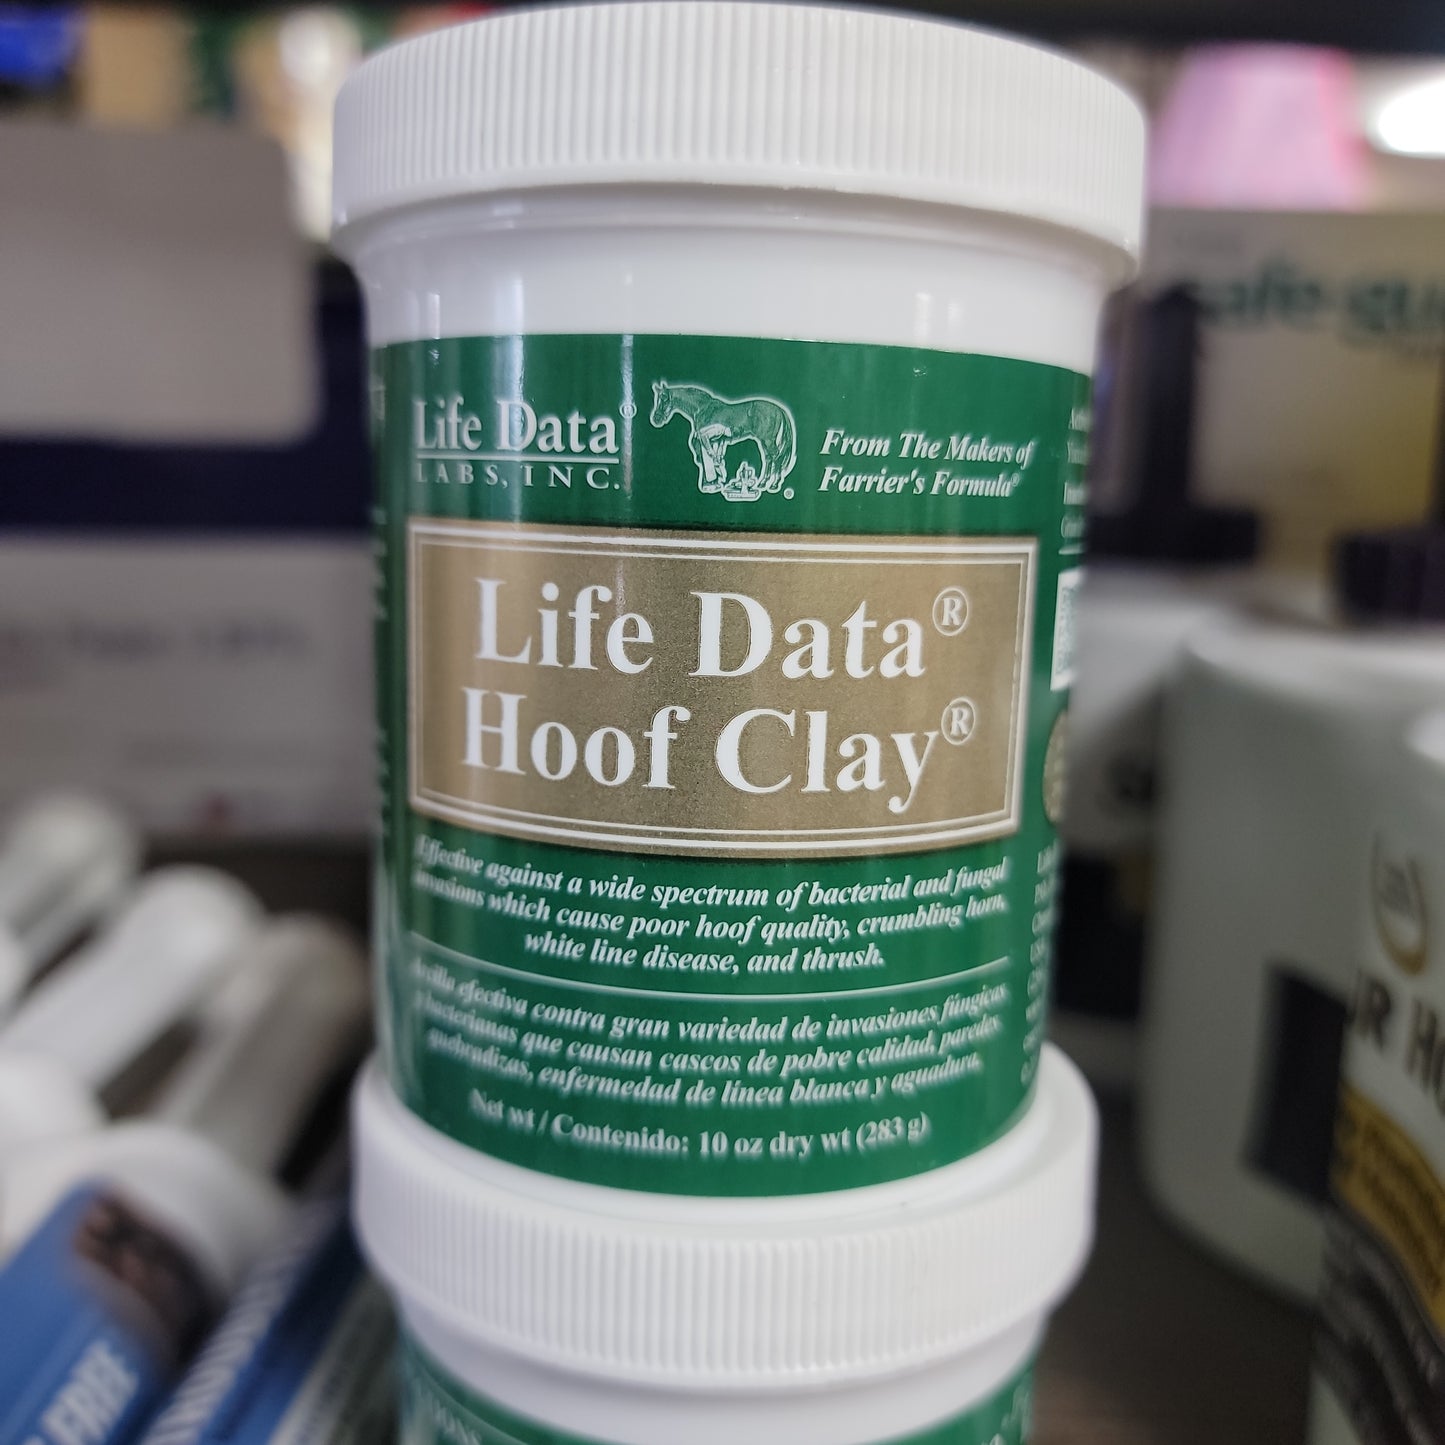 Life Data®
LABS, INC.
From The Makers of
Farrier's Formula®
Life Data®
Hoof Clay®
Effective against a wide spectrum of bacterial and fungal
invasions which cause poor hoof quality, crumbling horn,
white line disease, and thrush.
Arcilla efectiva contra gran variedad de invasiones fúngicas
y bacterianas que causan cascos de pobre calidad, paredes
quebradizas, enfermedad de línea blanca y aguadura.
Net wt / Contenido: 10 oz dry wt (283 g)